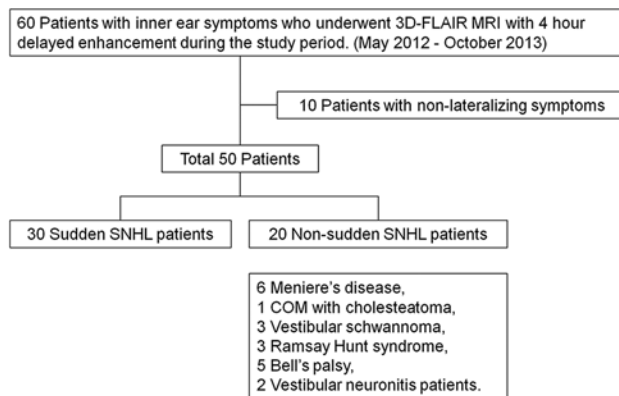 60 Patients with inner ear symptoms who underwent 3D-FLAIR MRI with 4 hour
delayed enhancement during the study period. (May 2012 - October 2013)
10 Patients with non-lateralizing symptoms
Total 50 Patients
30 Sudden SNHL patients
20 Non-sudden SNHL patients
6 Meniere's disease,
1 COM with cholesteatoma,
3 Vestibular schwannoma,
3 Ramsay Hunt syndrome,
5 Bell's palsy,
2 Vestibular neuronitis patients.